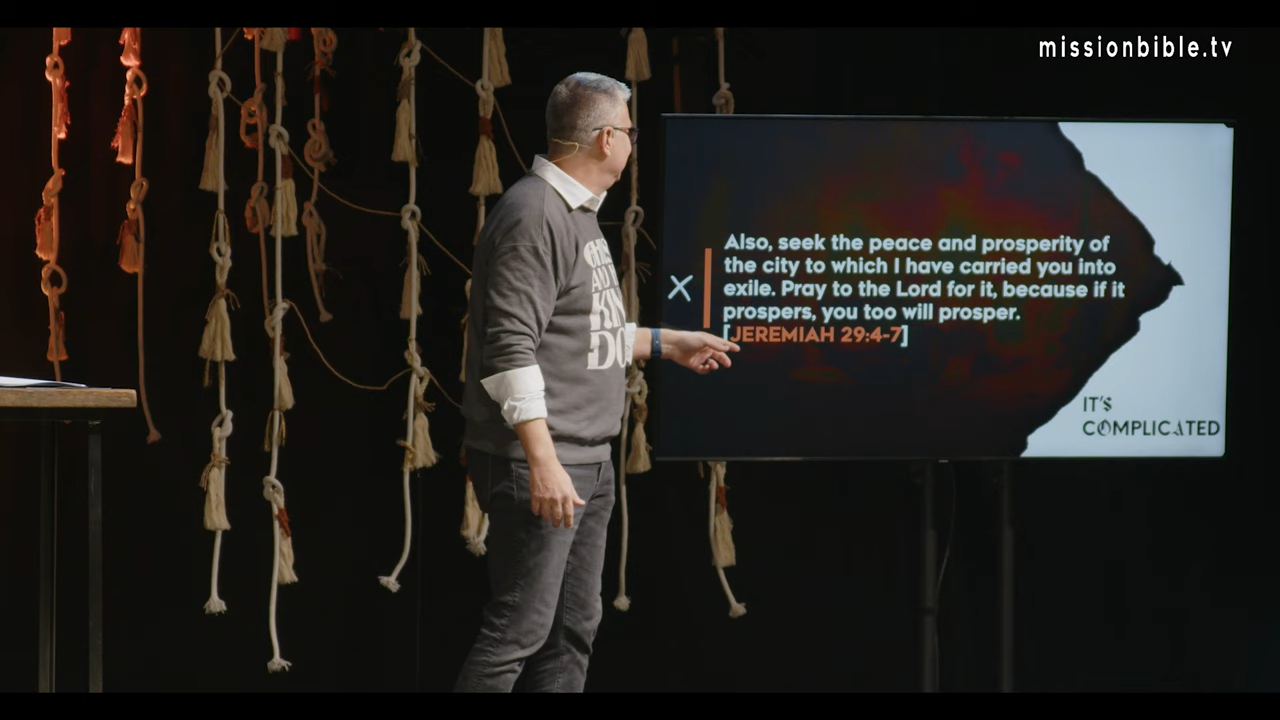 missionbible.tv
Also, seek the peace and prosperity of
the city to which I have carried you into
exile. Pray to the Lord for it, because if it
prospers, you too will prosper.
[JEREMIAH 29:4-7]
IT'S
COMPLICATED